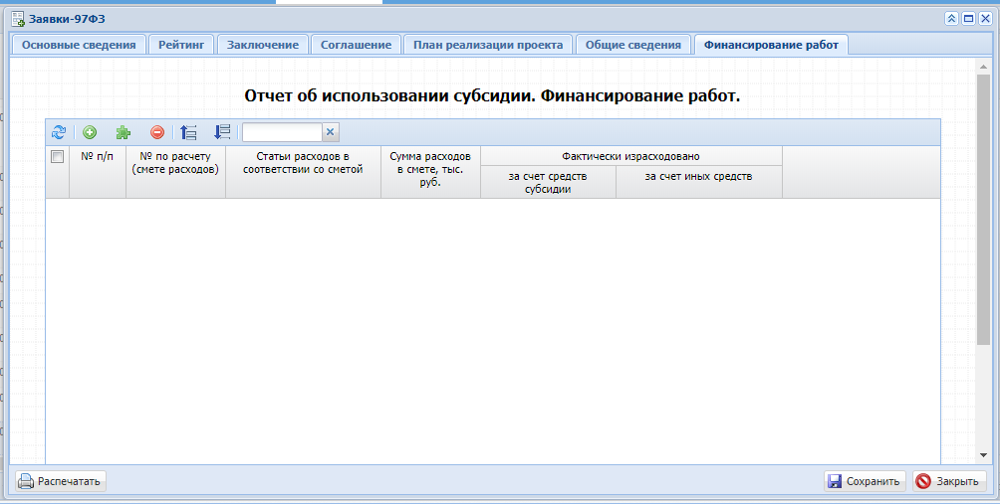 Заявки-97ФЗ
Основные сведения Рейтинг Заключение Соглашение План реализации проекта Общие сведения Финансирование работ
Отчет об использовании субсидии. Финансирование работ.
№ п/п
№ по расчету
(смете расходов)
Статьи расходов в
соответствии со сметой
Сумма расходов
в смете, тыс.
руб.
Фактически израсходовано
за счет средств
субсидии
за счет иных средств
Распечатать Сохранить Закрыть